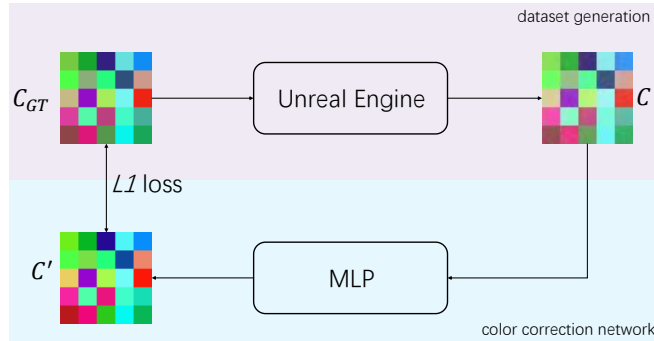 dataset generation
C_GT
Unreal Engine
C
L1 loss
C'
MLP
color correction network